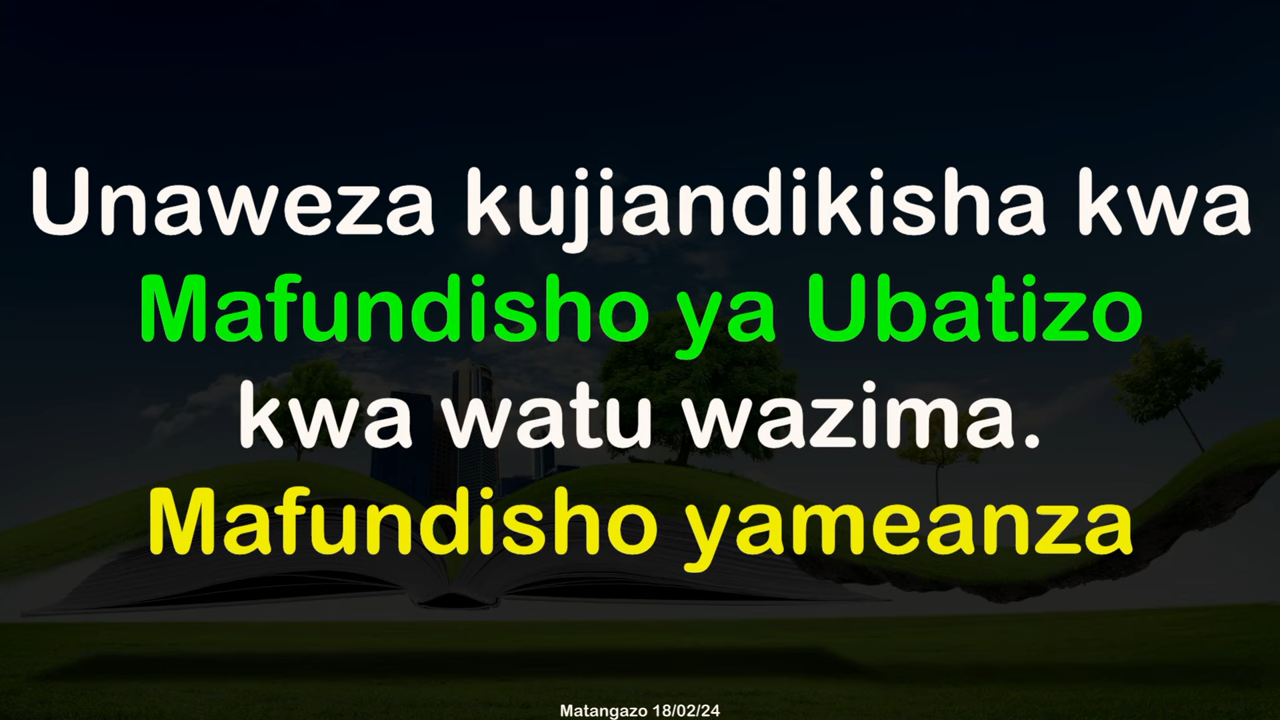 Unaweza kujiandikisha kwa
Mafundisho ya Ubatizo
kwa watu wazima.
Mafundisho yameanza
Matangazo 18/02/24